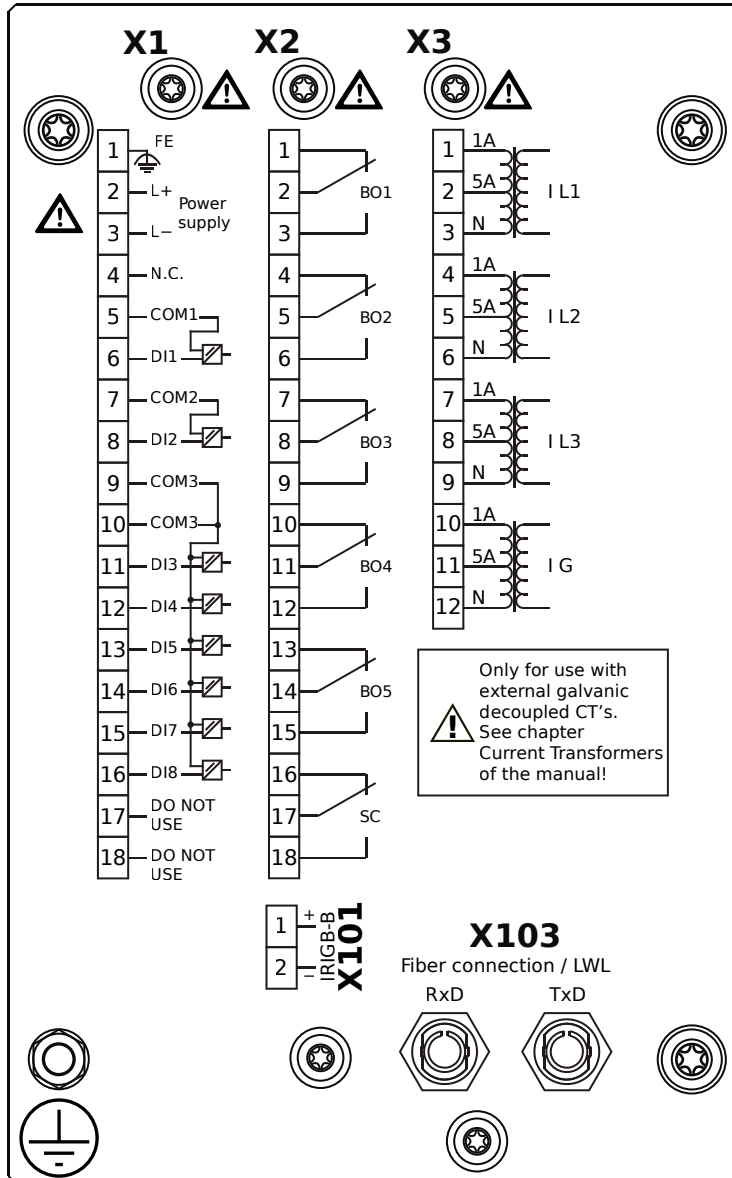 X1 X2 X3
1 FE
2 L+
3 L−
Power
supply
4 N.C.
5 COM1
6 DI1
7 COM2
8 DI2
9 COM3
10 COM3
11 DI3
12 DI4
13 DI5
14 DI6
15 DI7
16 DI8
17 DO NOT
USE
18 DO NOT
USE
1
2 BO1
3
4
5 BO2
6
7
8 BO3
9
10
11 BO4
12
13
14 BO5
15
16
17 SC
18
1 1A
2 5A I L1
3 N
4 1A
5 5A I L2
6 N
7 1A
8 5A I L3
9 N
10 1A
11 5A I G
12 N
Only for use with
external galvanic
decoupled CT's.
See chapter
Current Transformers
of the manual!
1 +
2 −
IRIGB-B
X101
X103
Fiber connection / LWL
RxD TxD